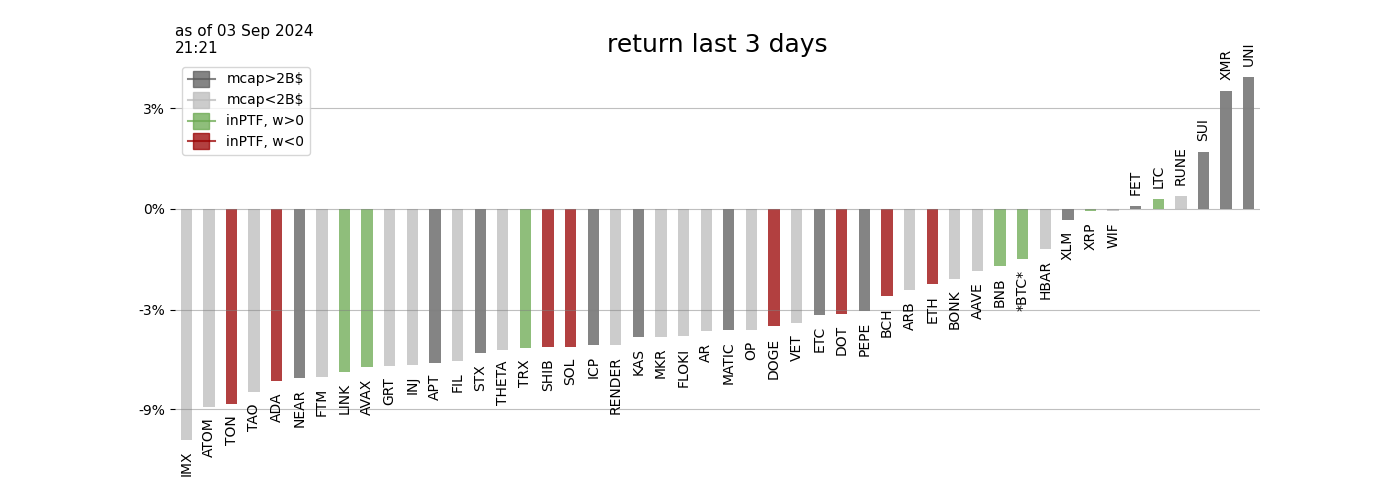 as of 03 Sep 2024
21:21
return last 3 days
mcap>2B$
mcap<2B$
inPTF, w>0
inPTF, w<0
3%
0%
-3%
-9%
IMX
ATOM
TON
TAO
ADA
NEAR
FTM
LINK
AVAX
GRT
INJ
APT
FIL
STX
THETA
TRX
SHIB
SOL
ICP
RENDER
KAS
MKR
FLOKI
AR
MATIC
OP
DOGE
VET
ETC
DOT
PEPE
BCH
ARB
ETH
BONK
AAVE
BNB
*BTC*
HBAR
XLM
XRP
WIF
FET
LTC
RUNE
SUI
XMR
UNI